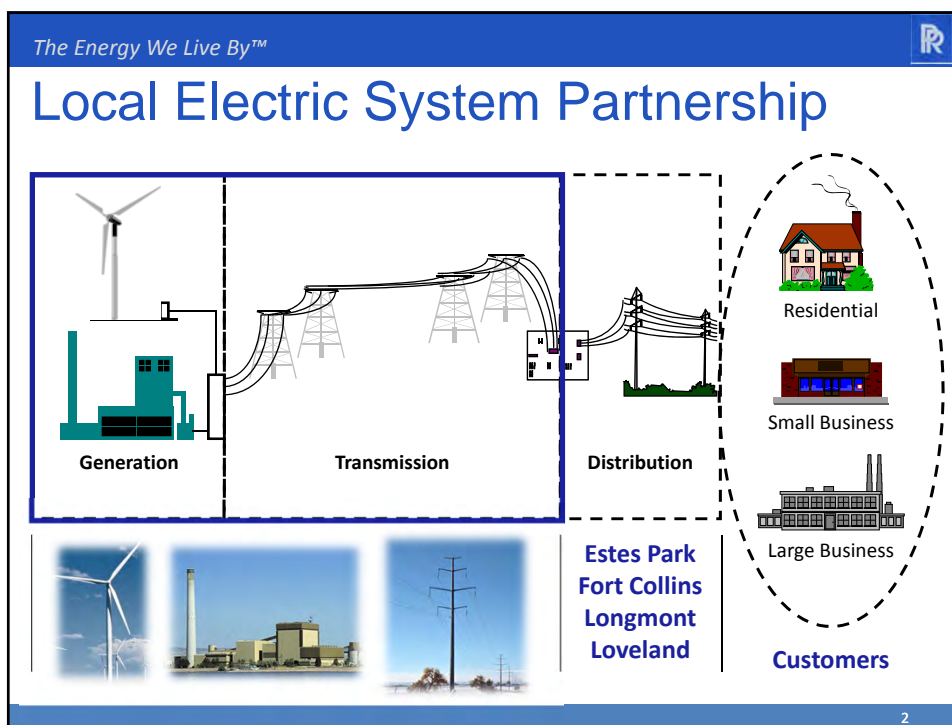 The Energy We Live By™
Local Electric System Partnership
Generation
Transmission
Distribution
Residential
Small Business
Large Business
Estes Park
Fort Collins
Longmont
Loveland
Customers
2